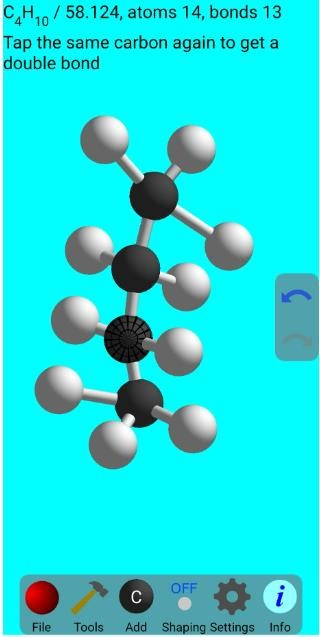 C₄H₁₀ / 58.124, atoms 14, bonds 13
Tap the same carbon again to get a
double bond
OFF
C
i
File Tools Add Shaping Settings Info